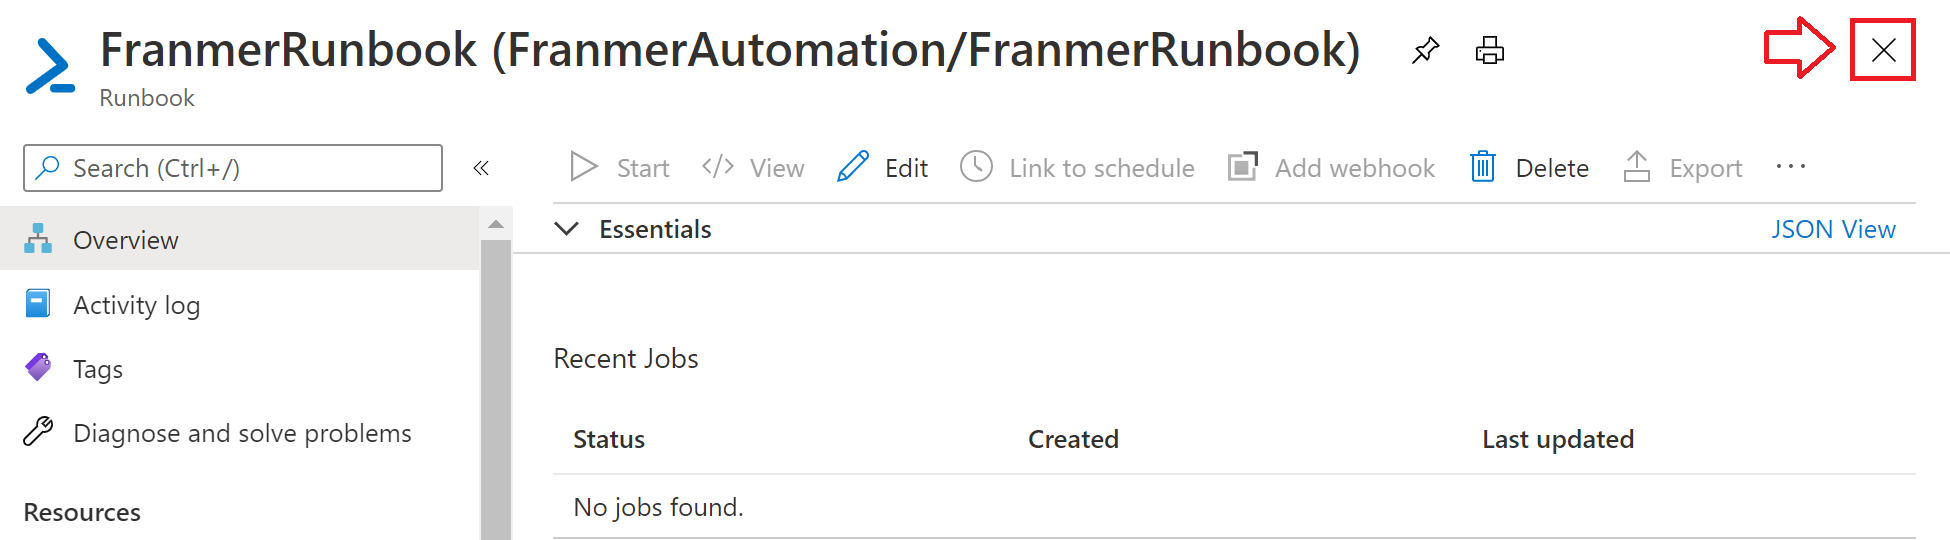 FranmerRunbook (FranmerAutomation/FranmerRunbook)
Runbook
Search (Ctrl+/)
Start View Edit Link to schedule Add webhook Delete Export ...
Essentials JSON View
Overview
Activity log
Tags
Diagnose and solve problems
Resources
Recent Jobs
Status Created Last updated
No jobs found.